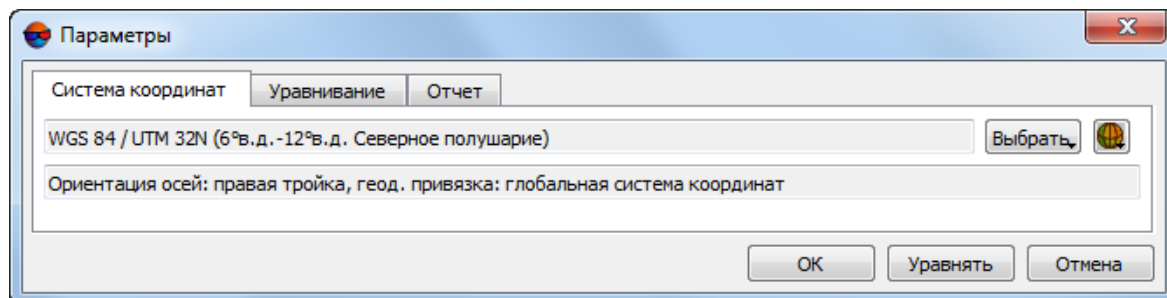 Параметры
Система координат Уравнивание Отчет
WGS 84 / UTM 32N (6°в.д.-12°в.д. Северное полушарие) Выбрать
Ориентация осей: правая тройка, геод. привязка: глобальная система координат
OK Уравнять Отмена